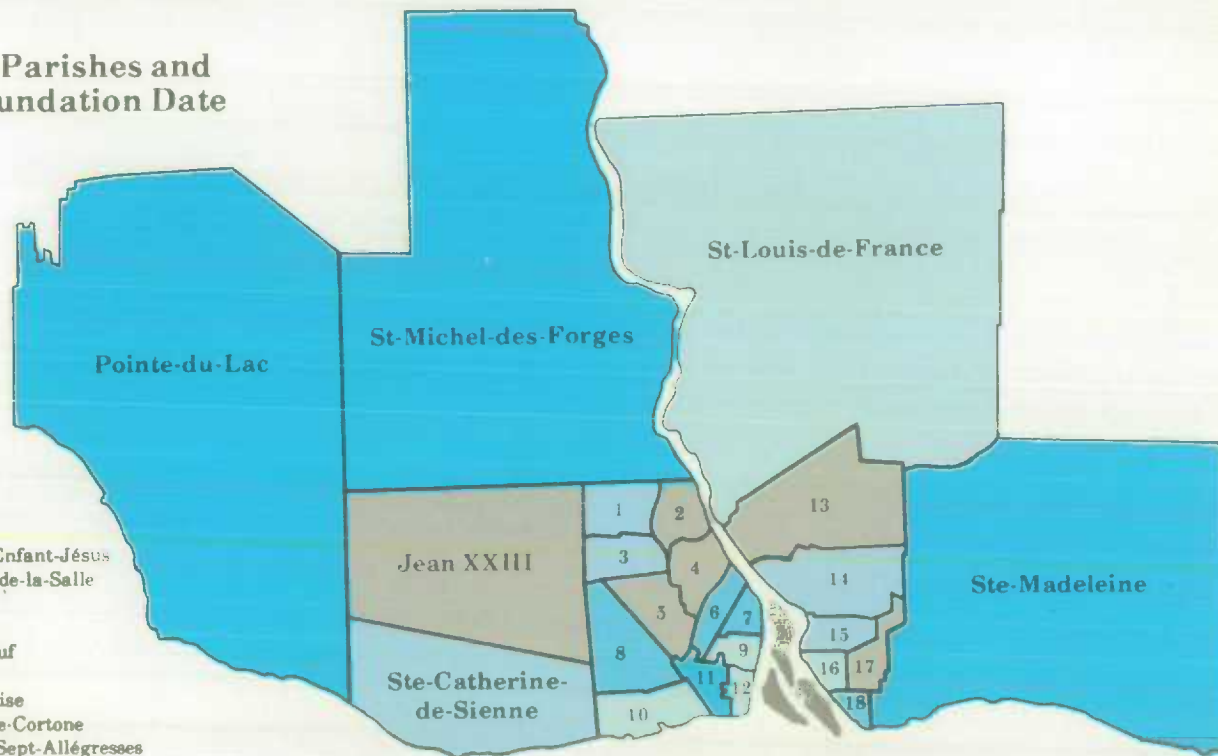 Parishes and
undation Date
St-Louis-de-France
St-Michel-des-Forges
Pointe-du-Lac
1
2
13
Enfant-Jésus
de-la-Salle
Jean XXIII
3
4
14
Ste-Madeleine
5
6
7
15
uf
8
9
16
17
ise
Ste-Catherine-
de-Sienne
11
12
18
e-Cortone
10
Sept-Allégresses